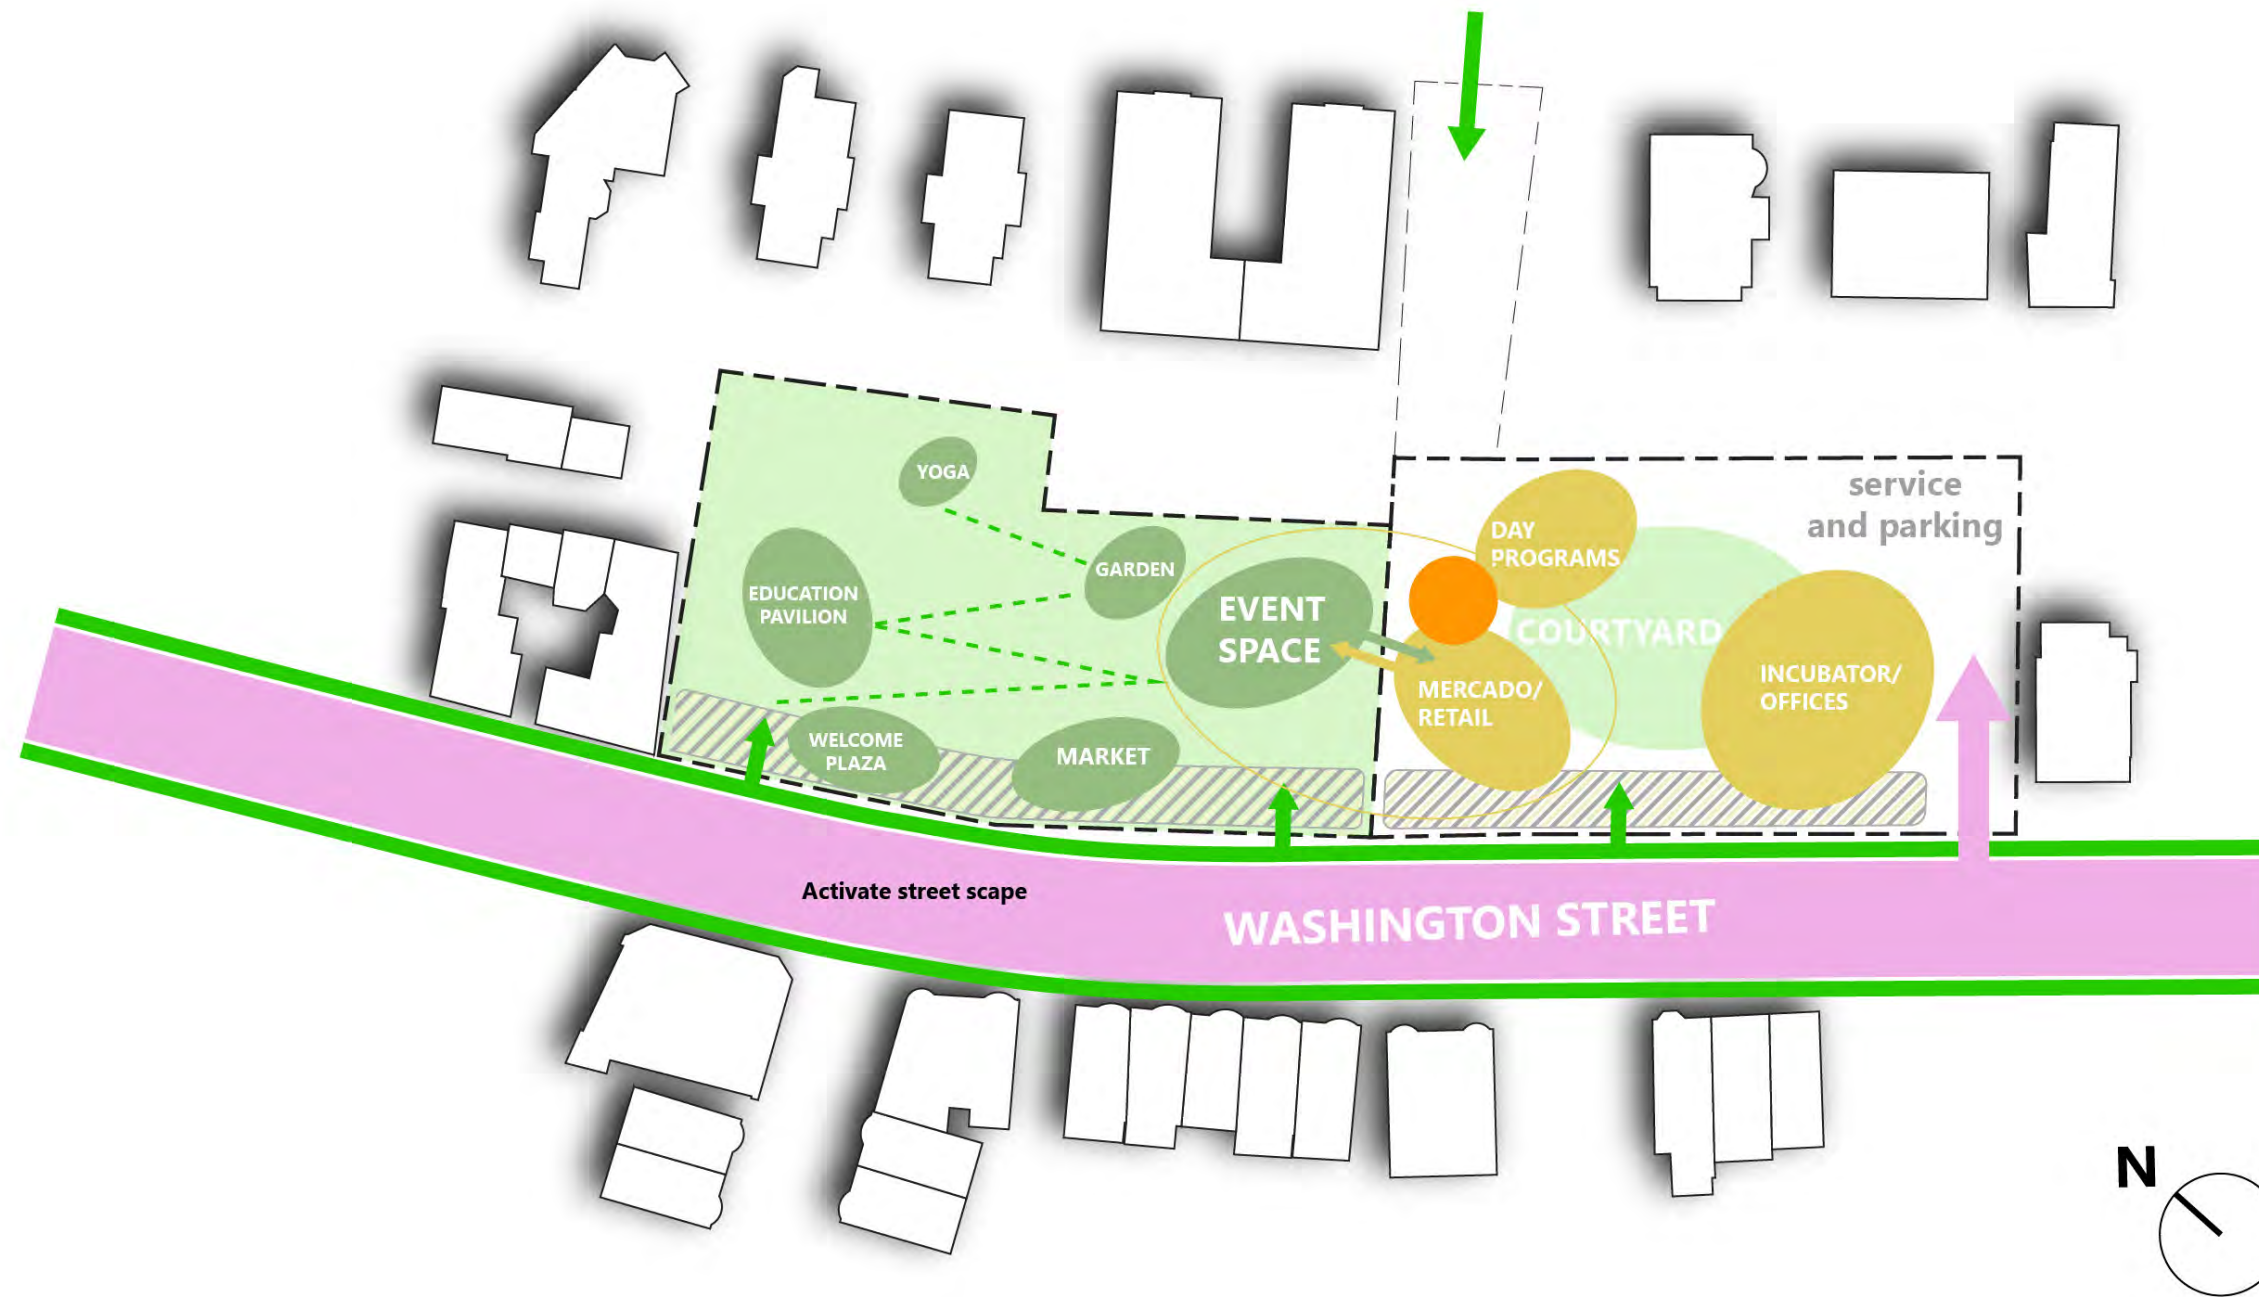 YOGA
service
and parking
DAY
PROGRAMS
GARDEN
EDUCATION
PAVILION
EVENT
SPACE
COURTYARD
MERCADO/
RETAIL
INCUBATOR/
OFFICES
WELCOME
PLAZA
MARKET
Activate street scape
WASHINGTON STREET
N